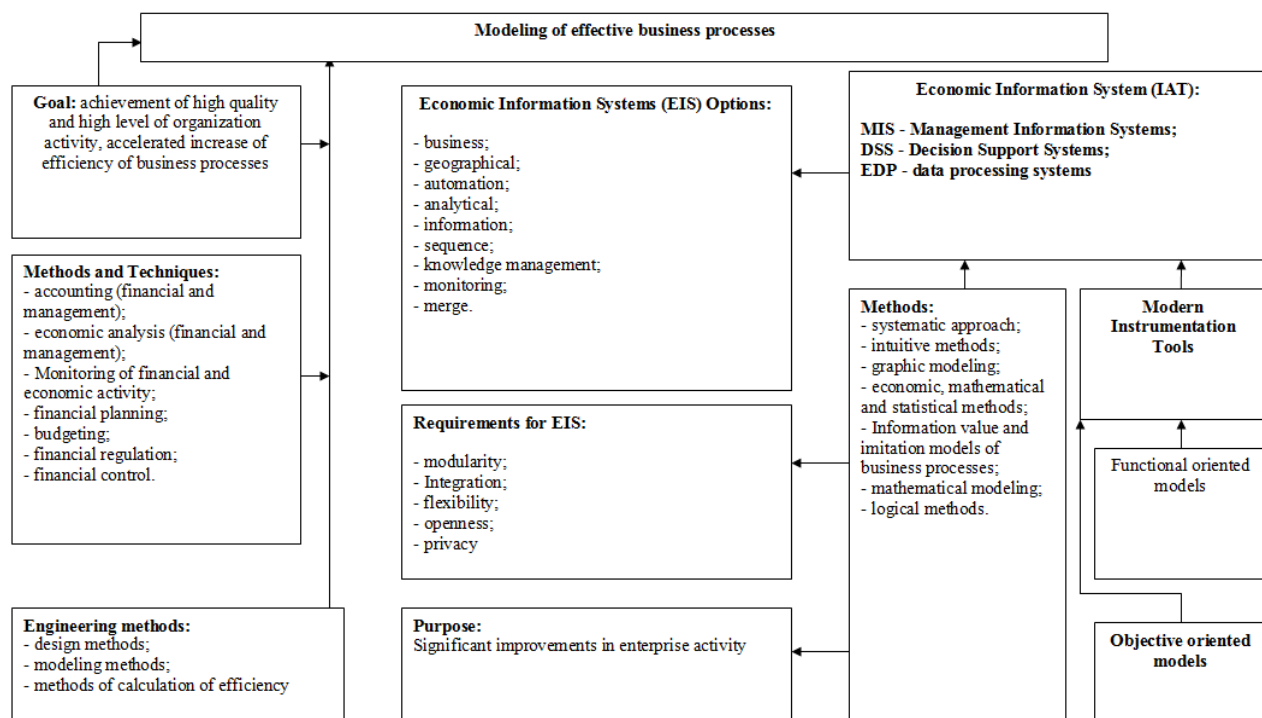 Modeling of effective business processes
Goal: achievement of high quality
and high level of organization
activity, accelerated increase of
efficiency of business processes
Methods and Techniques:
- accounting (financial and
management);
- economic analysis (financial and
management);
- Monitoring of financial and
economic activity;
- financial planning;
- budgeting;
- financial regulation;
- financial control.
Engineering methods:
- design methods;
- modeling methods;
- methods of calculation of efficiency
Economic Information Systems (EIS) Options:
- business;
- geographical;
- automation;
- analytical;
- information;
- sequence;
- knowledge management;
- monitoring;
- merge.
Requirements for EIS:
- modularity;
- Integration;
- flexibility;
- openness;
- privacy
Purpose:
Significant improvements in enterprise activity
Economic Information System (IAT):
MIS - Management Information Systems;
DSS - Decision Support Systems;
EDP - data processing systems
Methods:
- systematic approach;
- intuitive methods;
- graphic modeling;
- economic, mathematical
and statistical methods;
- Information value and
imitation models of
business processes;
- mathematical modeling;
- logical methods.
Modern
Instrumentation
Tools
Functional oriented
models
Objective oriented
models